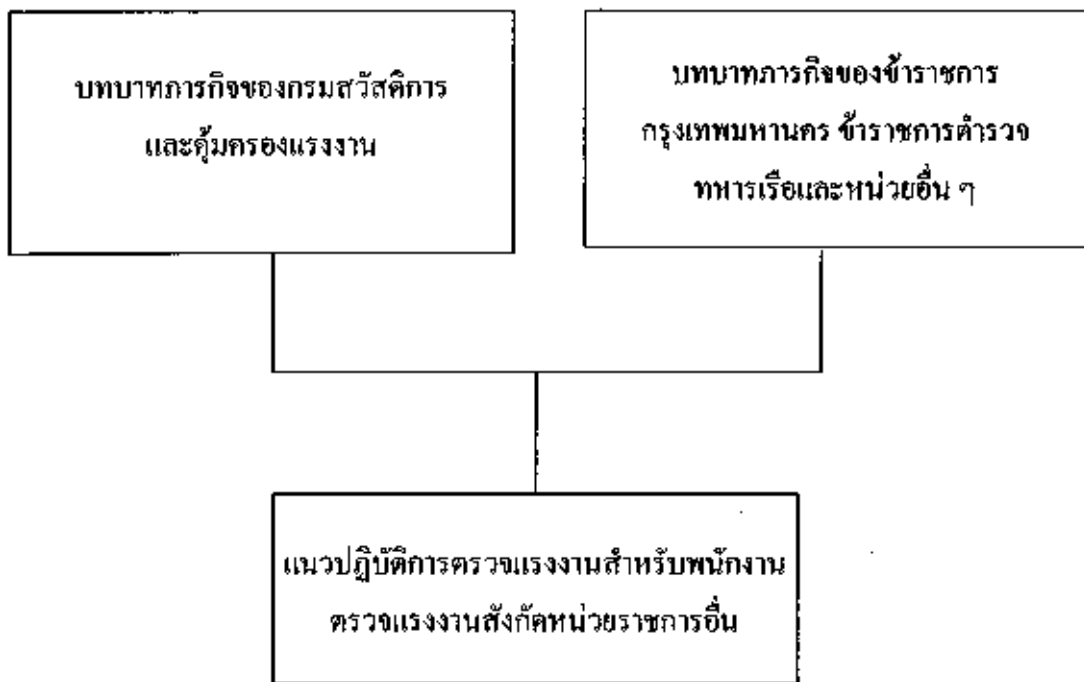 บทบาทภารกิจของกรมสวัสดิการ
และคุ้มครองแรงงาน
บทบาทภารกิจของข้าราชการ
กรุงเทพมหานคร ข้าราชการตำรวจ
ทหารเรือและหน่วยอื่น ๆ
แนวปฏิบัติการตรวจแรงงานสำหรับพนักงาน
ตรวจแรงงานสังกัดหน่วยราชการอื่น